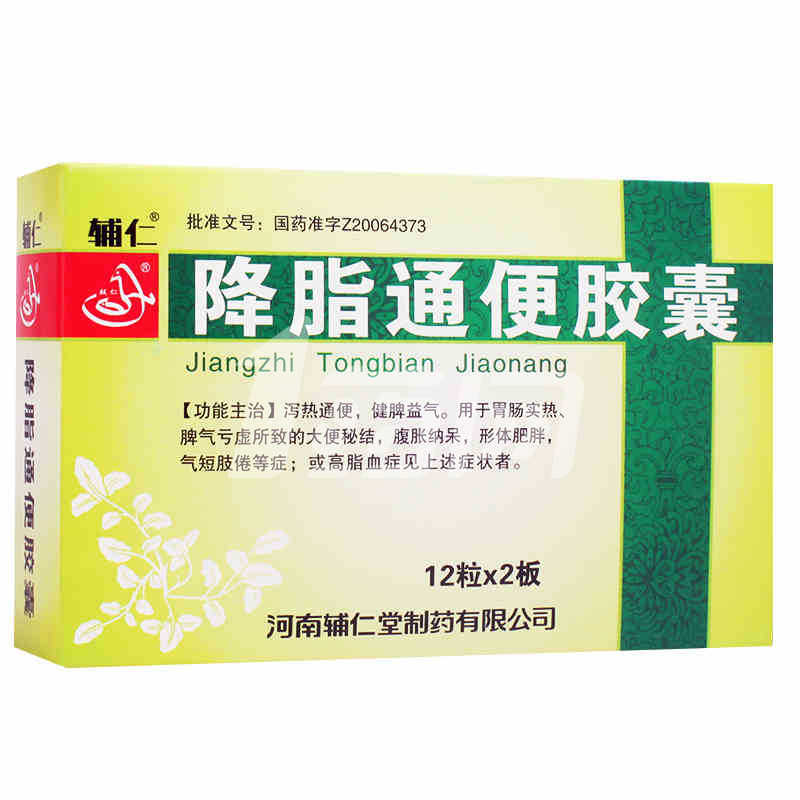 辅仁®
批准文号：国药准字Z20064373
辅仁®
降脂通便胶囊
Jiangzhi Tongbian Jiaonang
【功能主治】泻热通便，健脾益气。用于胃肠实热、
脾气亏虚所致的大便秘结，腹胀纳呆，形体肥胖，
气短肢倦等症；或高脂血症见上述症状者。
12粒x2板
河南辅仁堂制药有限公司
辅仁
降脂通便胶囊